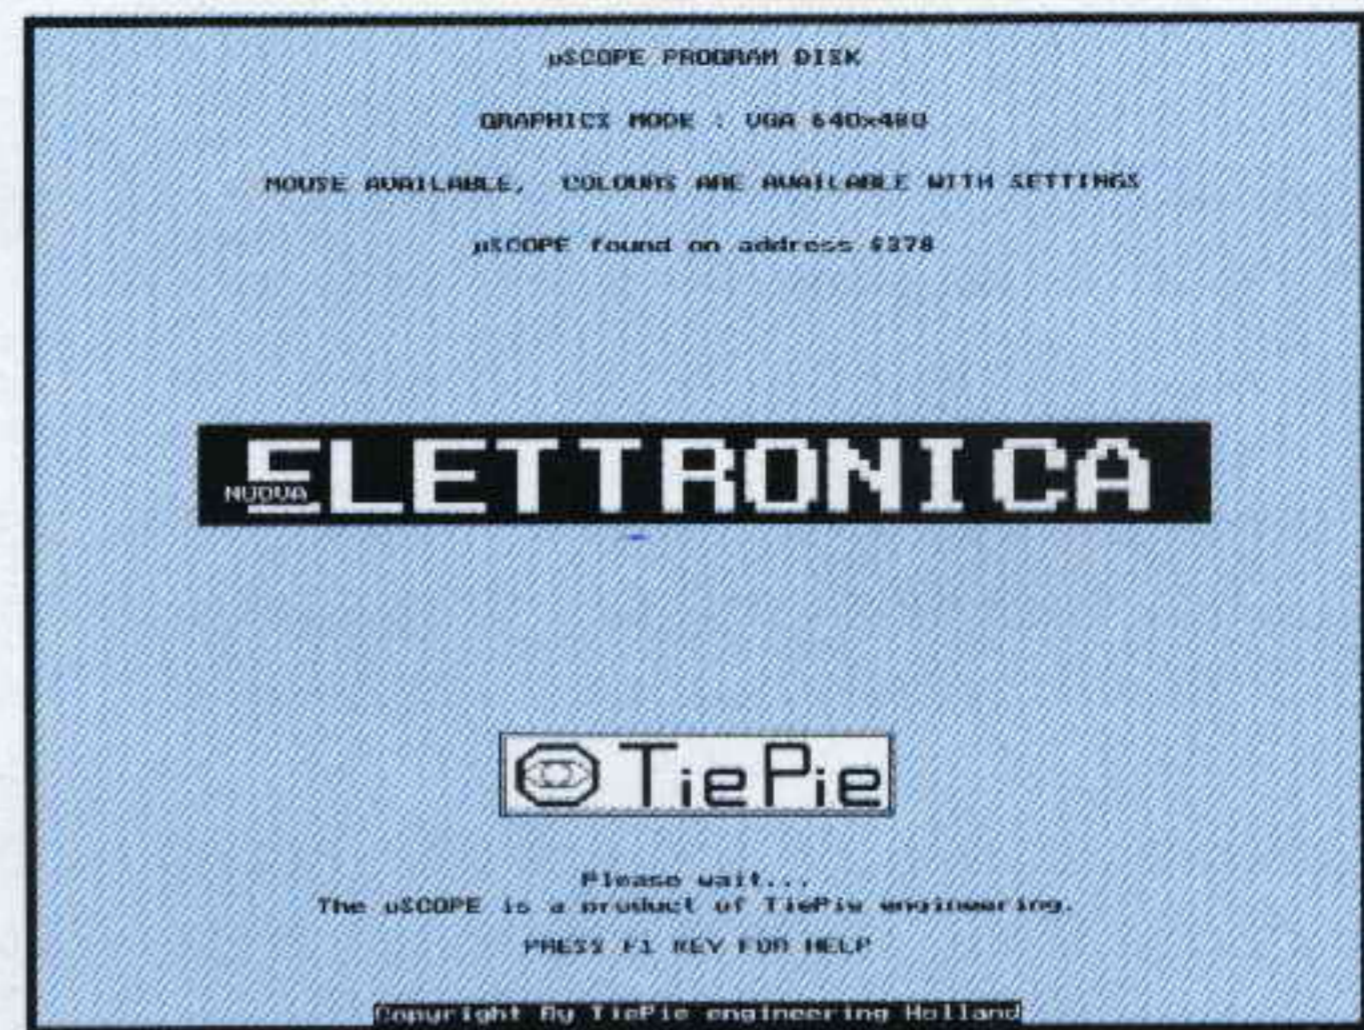 µSCOPE PROGRAM DISK
GRAPHICS MODE : VGA 640x480
MOUSE AVAILABLE, COLOURS ARE AVAILABLE WITH SETTINGS
µSCOPE found on address $378
NUOVA ELETTRONICA
TiePie
Please wait...
The µSCOPE is a product of TiePie engineering.
PRESS F1 KEY FOR HELP
Copyright By TiePie engineering Holland